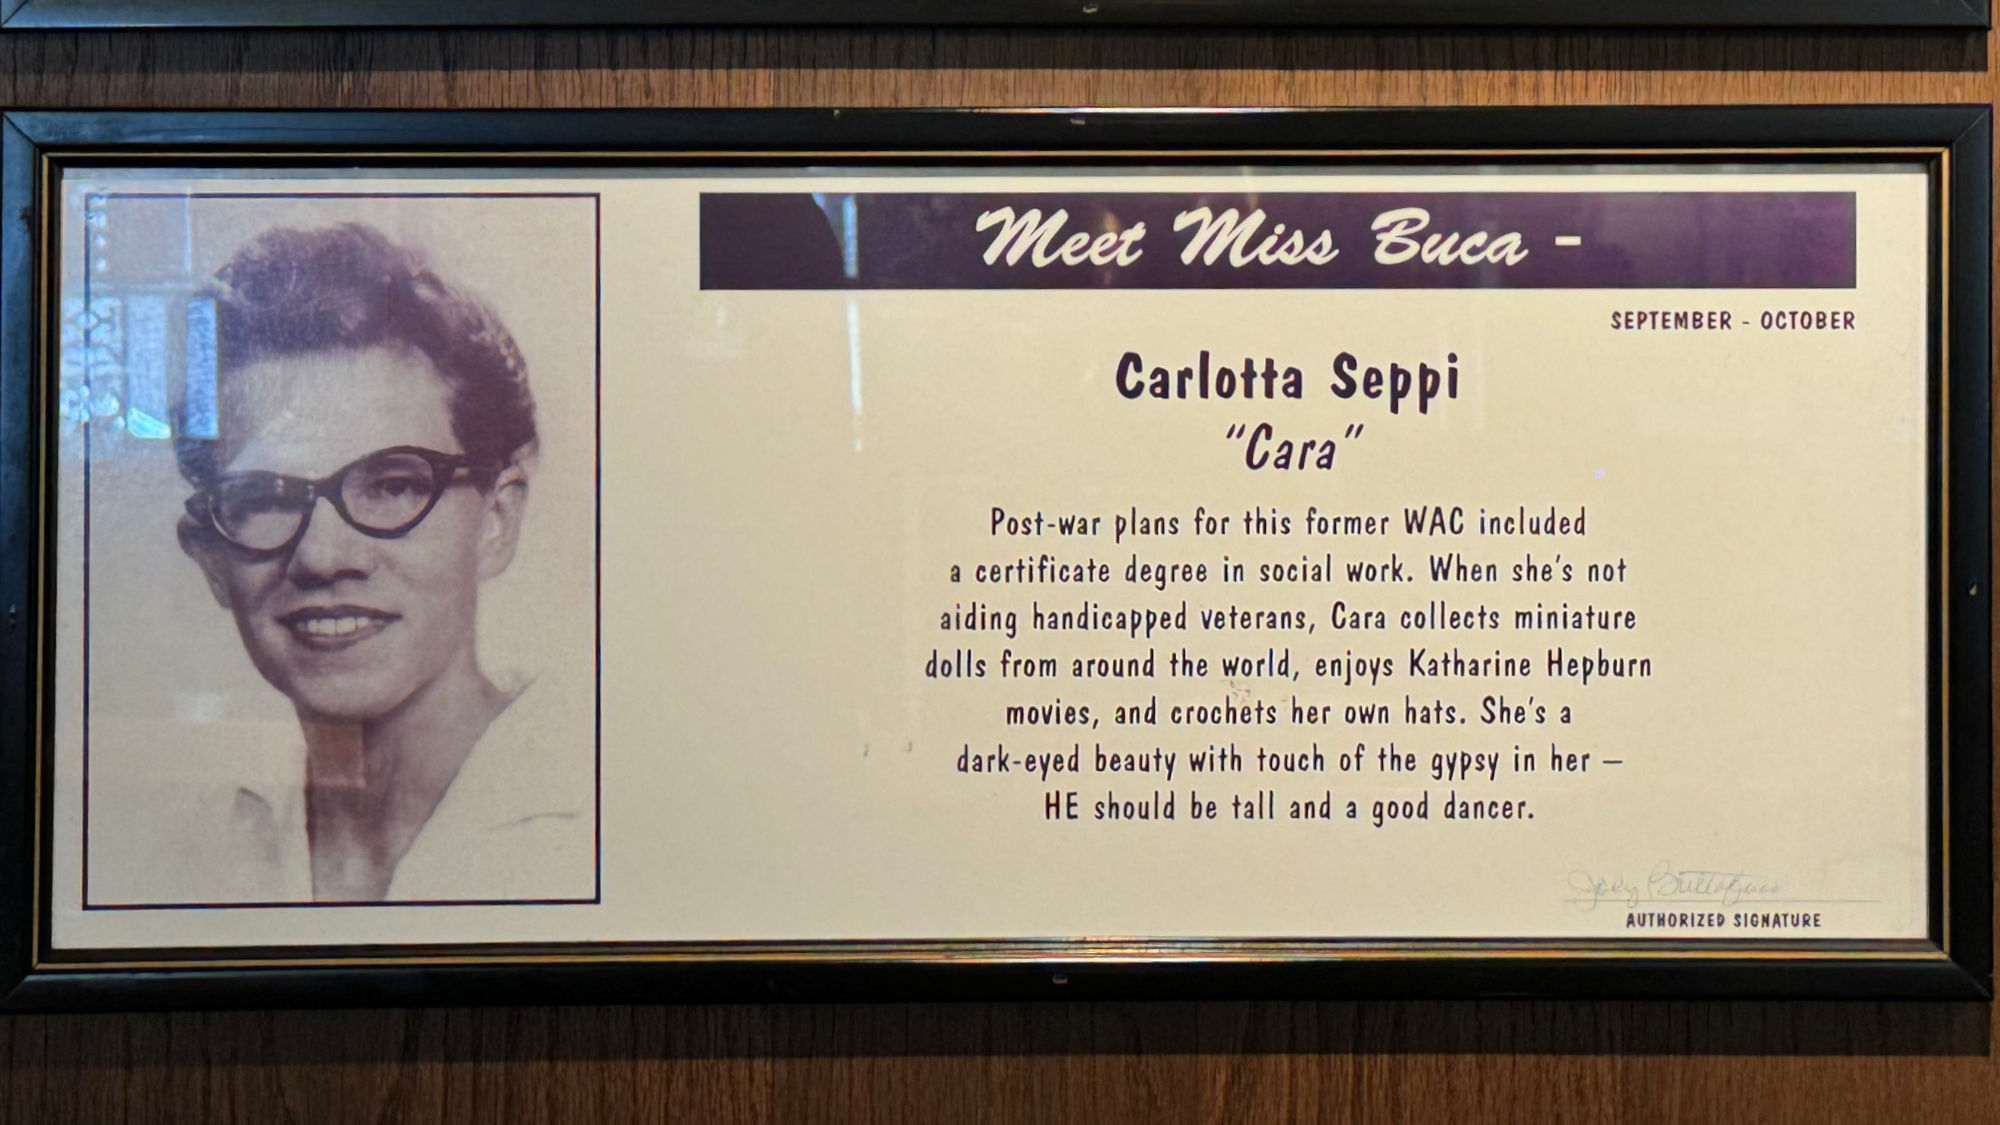 Meet Miss Buca -
SEPTEMBER - OCTOBER
Carlotta Seppi
"Cara"
Post-war plans for this former WAC included
a certificate degree in social work. When she's not
aiding handicapped veterans, Cara collects miniature
dolls from around the world, enjoys Katharine Hepburn
movies, and crochets her own hats. She's a
dark-eyed beauty with touch of the gypsy in her —
HE should be tall and a good dancer.
AUTHORIZED SIGNATURE